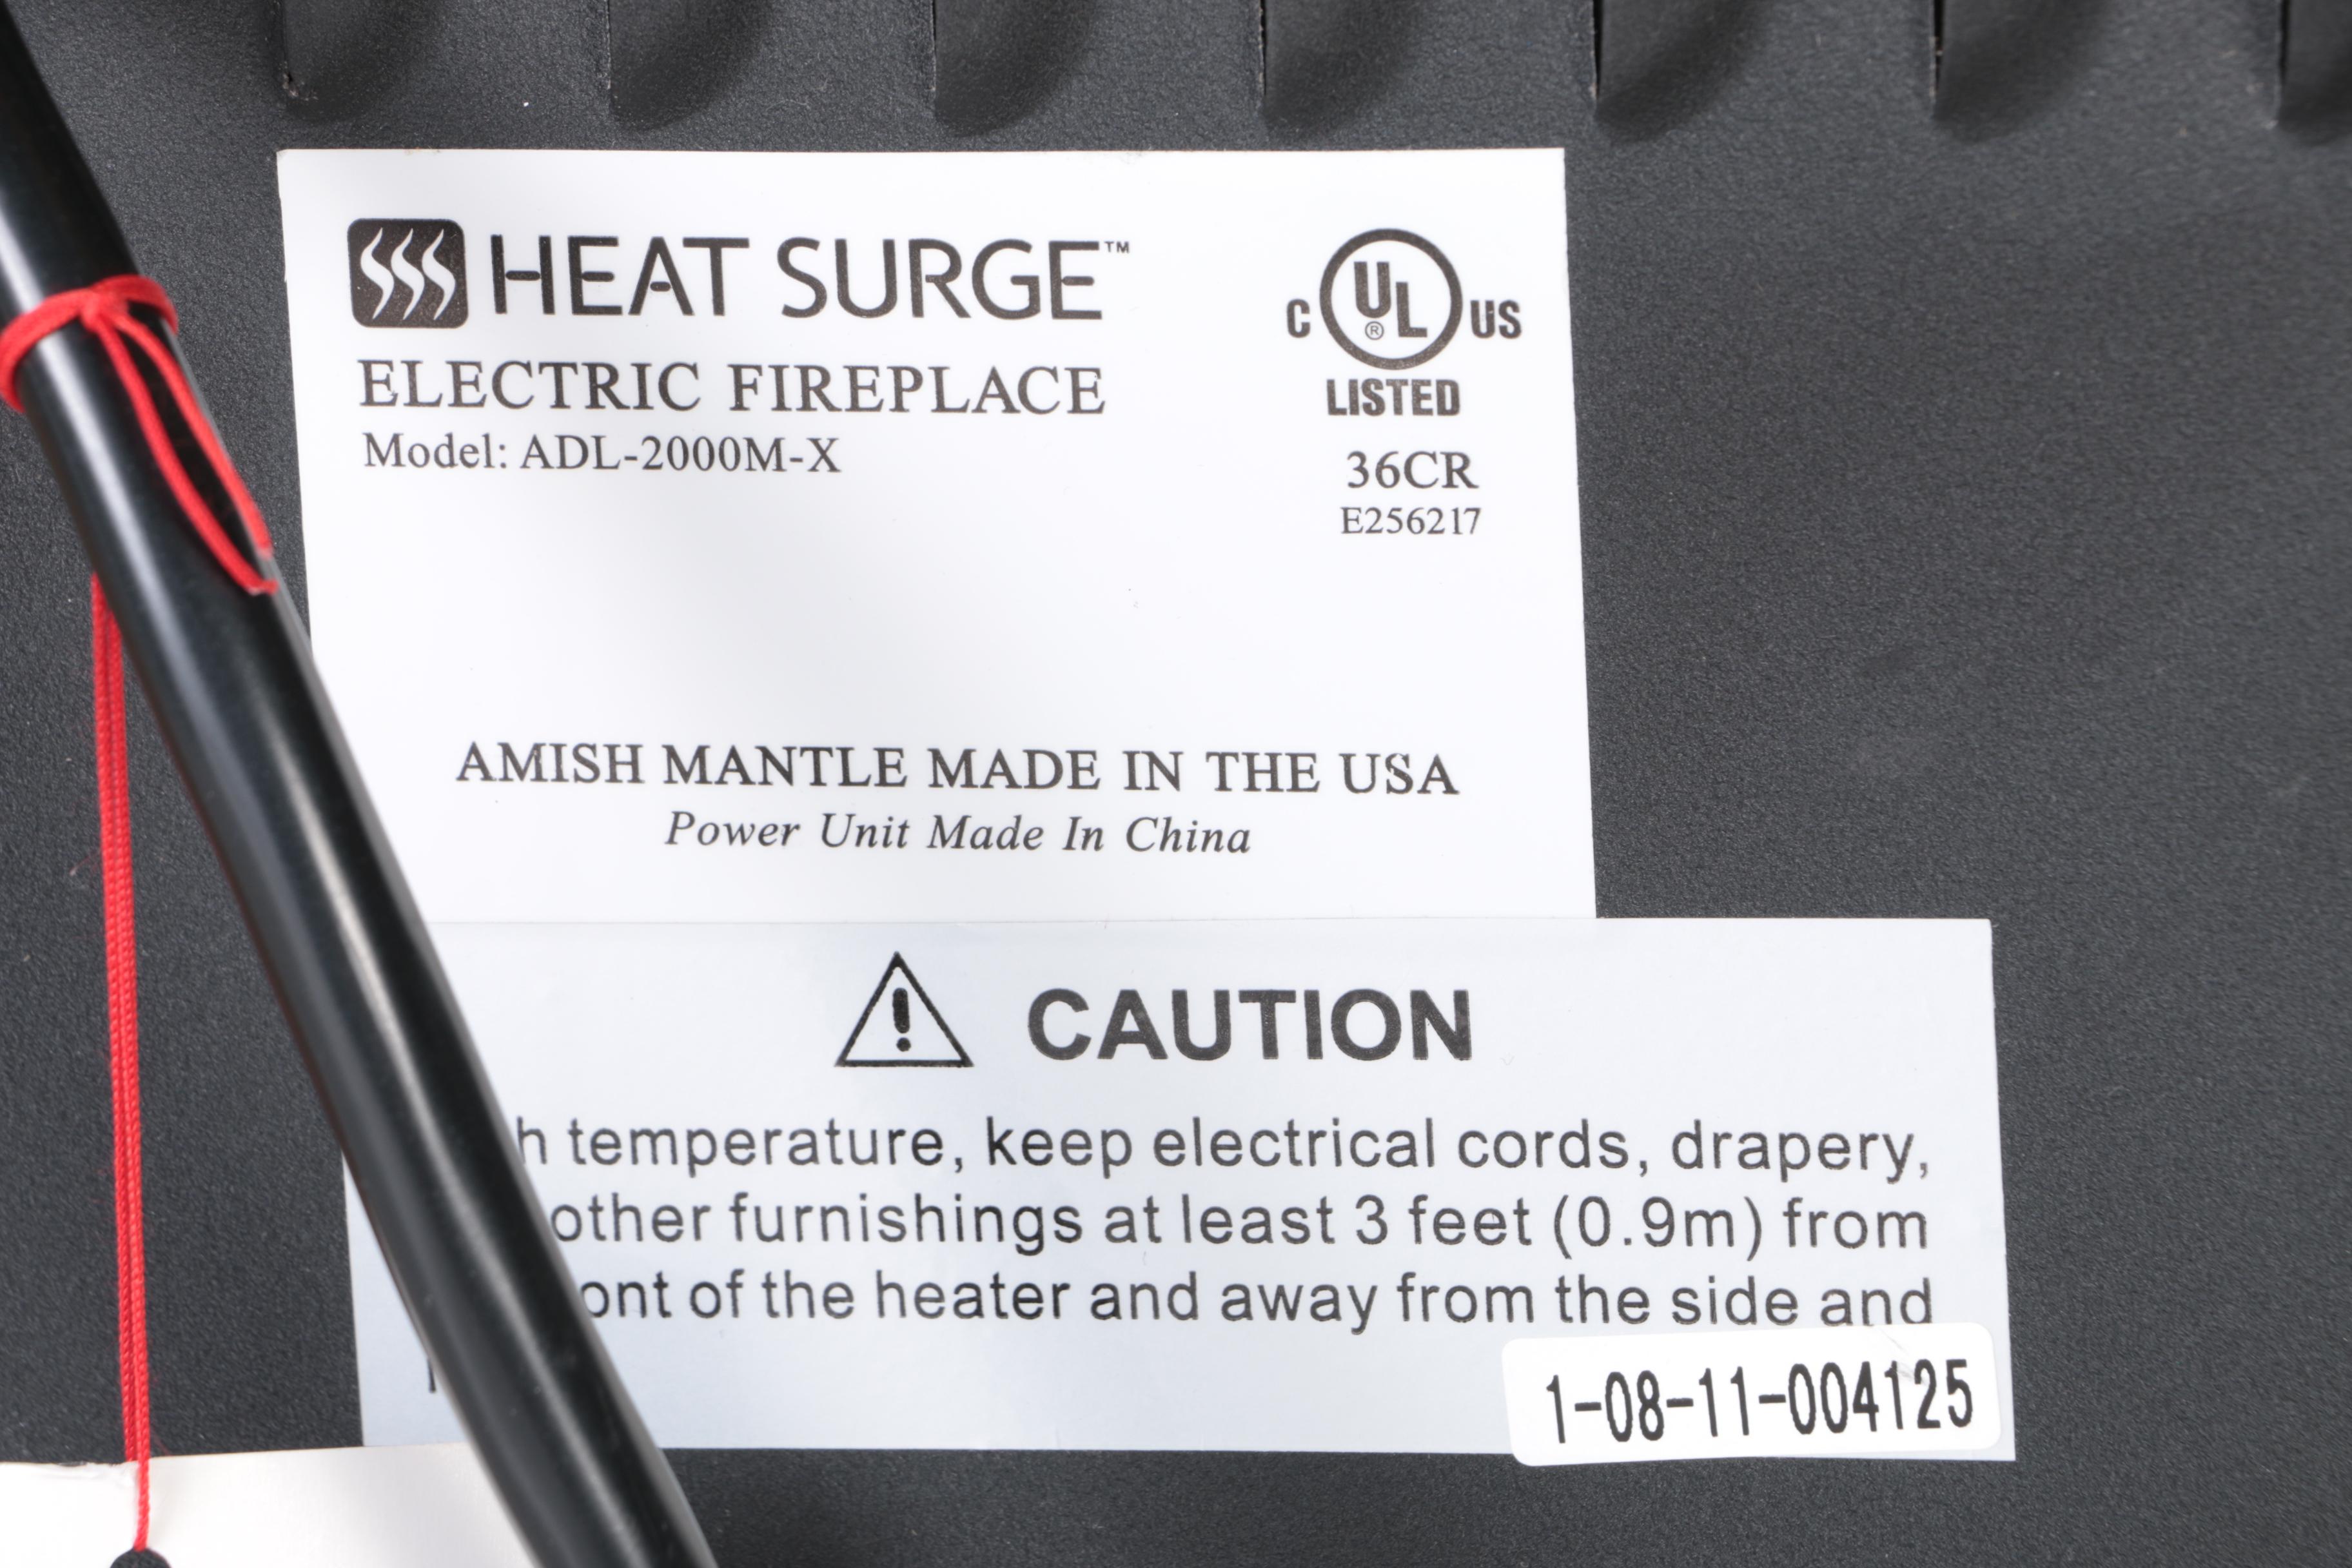 HEAT SURGE™
ELECTRIC FIREPLACE
Model: ADL-2000M-X
C UL® US
LISTED
36CR
E256217
AMISH MANTLE MADE IN THE USA
Power Unit Made In China
CAUTION
temperature, keep electrical cords, drapery,
other furnishings at least 3 feet (0.9m) from
of the heater and away from the side and
1-08-11-004125